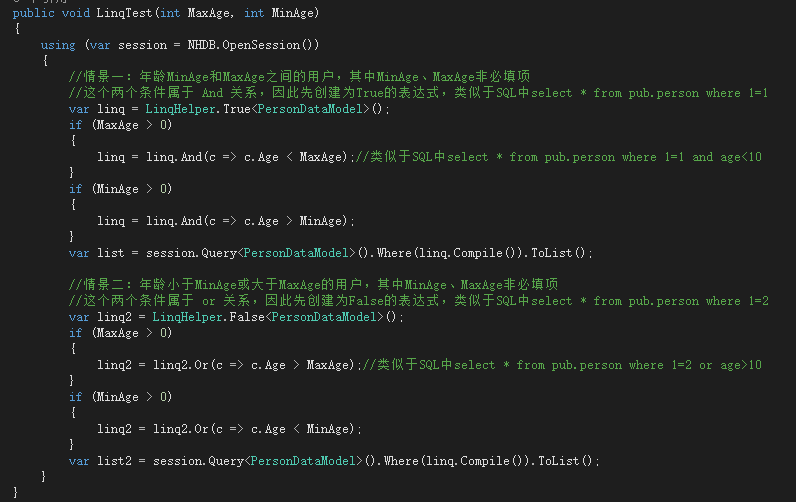 public void LinqTest(int MaxAge, int MinAge)
{
using (var session = NHDB.OpenSession())
{
//情景一：年龄MinAge和MaxAge之间的用户，其中MinAge、MaxAge非必填项
//这个两个条件属于 And 关系，因此先创建为True的表达式，类似于SQL中select * from pub.person where 1=1
var linq = LinqHelper.True<PersonDataModel>();
if (MaxAge > 0)
{
linq = linq.And(c => c.Age < MaxAge);//类似于SQL中select * from pub.person where 1=1 and age<10
}
if (MinAge > 0)
{
linq = linq.And(c => c.Age > MinAge);
}
var list = session.Query<PersonDataModel>().Where(linq.Compile()).ToList();
//情景二：年龄小于MinAge或大于MaxAge的用户，其中MinAge、MaxAge非必填项
//这个两个条件属于 or 关系，因此先创建为False的表达式，类似于SQL中select * from pub.person where 1=2
var linq2 = LinqHelper.False<PersonDataModel>();
if (MaxAge > 0)
{
linq2 = linq2.Or(c => c.Age > MaxAge);//类似于SQL中select * from pub.person where 1=2 or age>10
}
if (MinAge > 0)
{
linq2 = linq2.Or(c => c.Age < MinAge);
}
var list2 = session.Query<PersonDataModel>().Where(linq.Compile()).ToList();
}
}